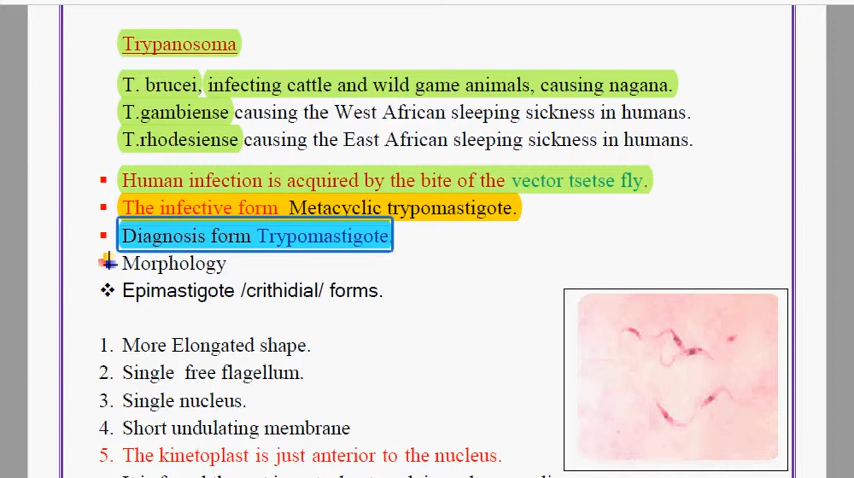 Trypanosoma
T. brucei, infecting cattle and wild game animals, causing nagana.
T.gambiense causing the West African sleeping sickness in humans.
T.rhodesiense causing the East African sleeping sickness in humans.
▪ Human infection is acquired by the bite of the vector tsetse fly.
▪ The infective form Metacyclic trypomastigote.
▪ Diagnosis form Trypomastigote.
Morphology
❖ Epimastigote /crithidial/ forms.
1. More Elongated shape.
2. Single free flagellum.
3. Single nucleus.
4. Short undulating membrane
5. The kinetoplast is just anterior to the nucleus.